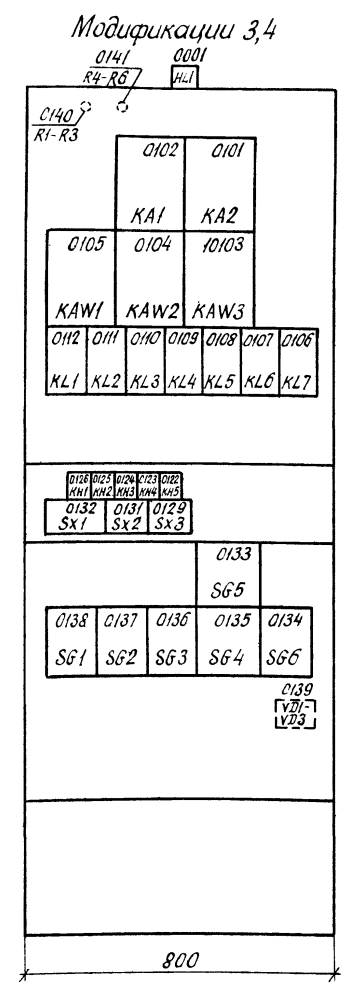 Модификации 3,4
0141
R4-R6
0001
HL1
0140
R1-R3
0102 0101
KA1 KA2
0105 0104 10103
KAW1 KAW2 KAW3
0112 0111 0110 0109 0108 0107 0106
KL1 KL2 KL3 KL4 KL5 KL6 KL7
0126 0125 0124 0123 0122
KH1 KH2 KH3 KH4 KH5
0132 0131 0129
SX1 SX2 SX3
0133
SG5
0138 0137 0136 0135 0134
SG1 SG2 SG3 SG4 SG6
0139
VD1-
VD3
800